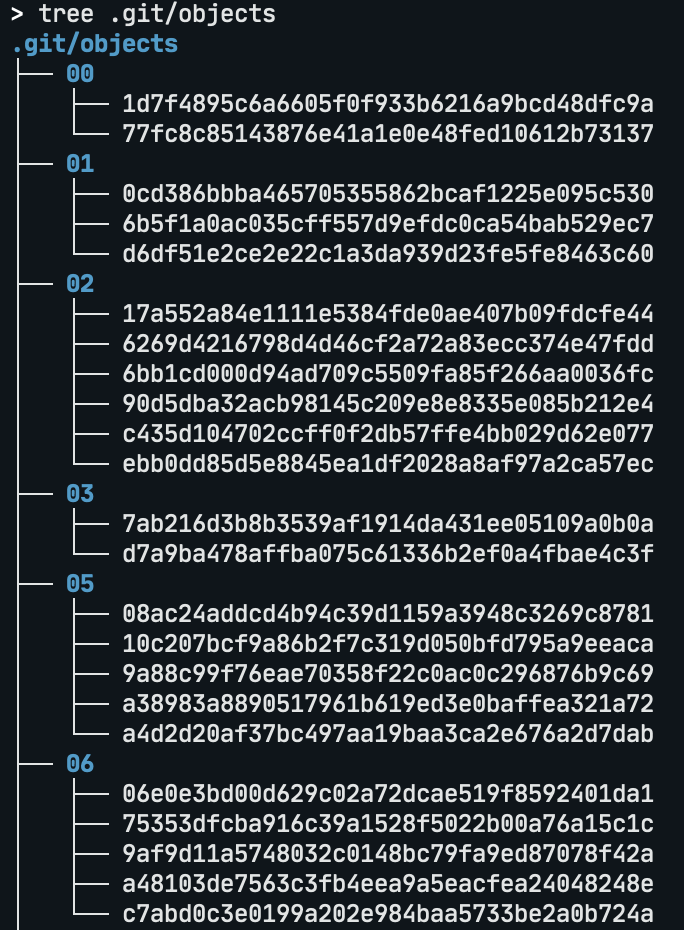 > tree .git/objects
.git/objects
├── 00
│   ├── 1d7f4895c6a6605f0f933b6216a9bcd48dfc9a
│   └── 77fc8c85143876e41a1e0e48fed10612b73137
├── 01
│   ├── 0cd386bbba465705355862bcaf1225e095c530
│   ├── 6b5f1a0ac035cff557d9efdc0ca54bab529ec7
│   └── d6df51e2ce2e22c1a3da939d23fe5fe8463c60
├── 02
│   ├── 17a552a84e1111e5384fde0ae407b09fdcfe44
│   ├── 6269d4216798d4d46cf2a72a83ecc374e47fdd
│   ├── 6bb1cd000d94ad709c5509fa85f266aa0036fc
│   ├── 90d5dba32acb98145c209e8e8335e085b212e4
│   ├── c435d104702ccff0f2db57ffe4bb029d62e077
│   └── ebb0dd85d5e8845ea1df2028a8af97a2ca57ec
├── 03
│   ├── 7ab216d3b8b3539af1914da431ee05109a0b0a
│   └── d7a9ba478affba075c61336b2ef0a4fbae4c3f
├── 05
│   ├── 08ac24addcd4b94c39d1159a3948c3269c8781
│   ├── 10c207bcf9a86b2f7c319d050bfd795a9eeaca
│   ├── 9a88c99f76eae70358f22c0ac0c296876b9c69
│   ├── a38983a8890517961b619ed3e0baffea321a72
│   └── a4d2d20af37bc497aa19baa3ca2e676a2d7dab
├── 06
│   ├── 06e0e3bd00d629c02a72dcae519f8592401da1
│   ├── 75353dfcba916c39a1528f5022b00a76a15c1c
│   ├── 9af9d11a5748032c0148bc79fa9ed87078f42a
│   ├── a48103de7563c3fb4eea9a5eacfea24048248e
│   └── c7abd0c3e0199a202e984baa5733be2a0b724a